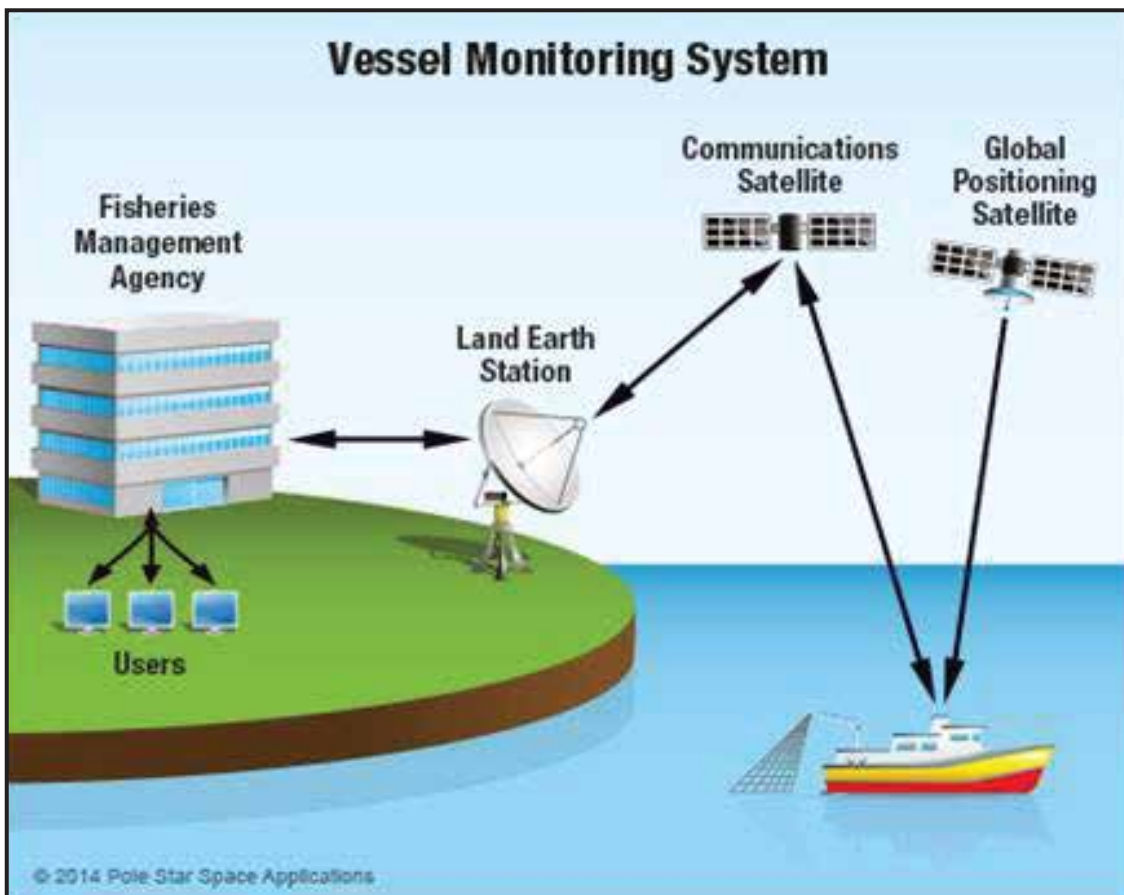 Vessel Monitoring System
Communications
Satellite
Global
Positioning
Satellite
Fisheries
Management
Agency
Land Earth
Station
Users
© 2014 Pole Star Space Applications